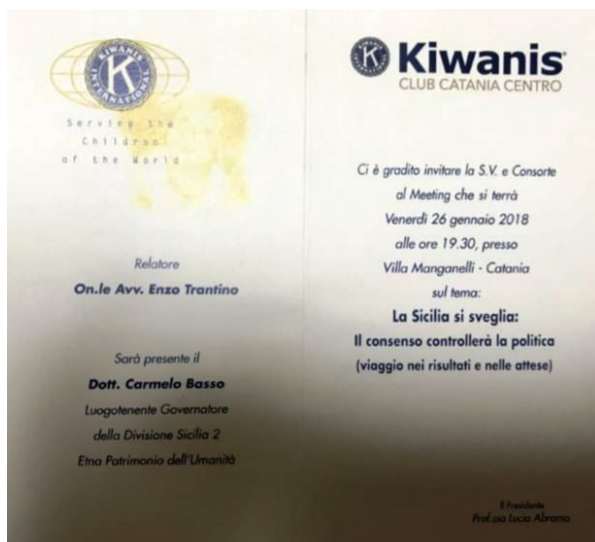 KIWANIS
K
INTERNATIONAL
Serving the
Children
of the World
Relatore
On.le Avv. Enzo Trantino
Sarà presente il
Dott. Carmelo Basso
Luogotenente Governatore
della Divisione Sicilia 2
Etna Patrimonio dell'Umanità
K
Kiwanis®
CLUB CATANIA CENTRO
Ci è gradito invitare la S.V. e Consorte
al Meeting che si terrà
Venerdì 26 gennaio 2018
alle ore 19.30, presso
Villa Manganelli - Catania
sul tema:
La Sicilia si sveglia:
Il consenso controllerà la politica
(viaggio nei risultati e nelle attese)
Il Presidente
Prof.ssa Lucia Abramo